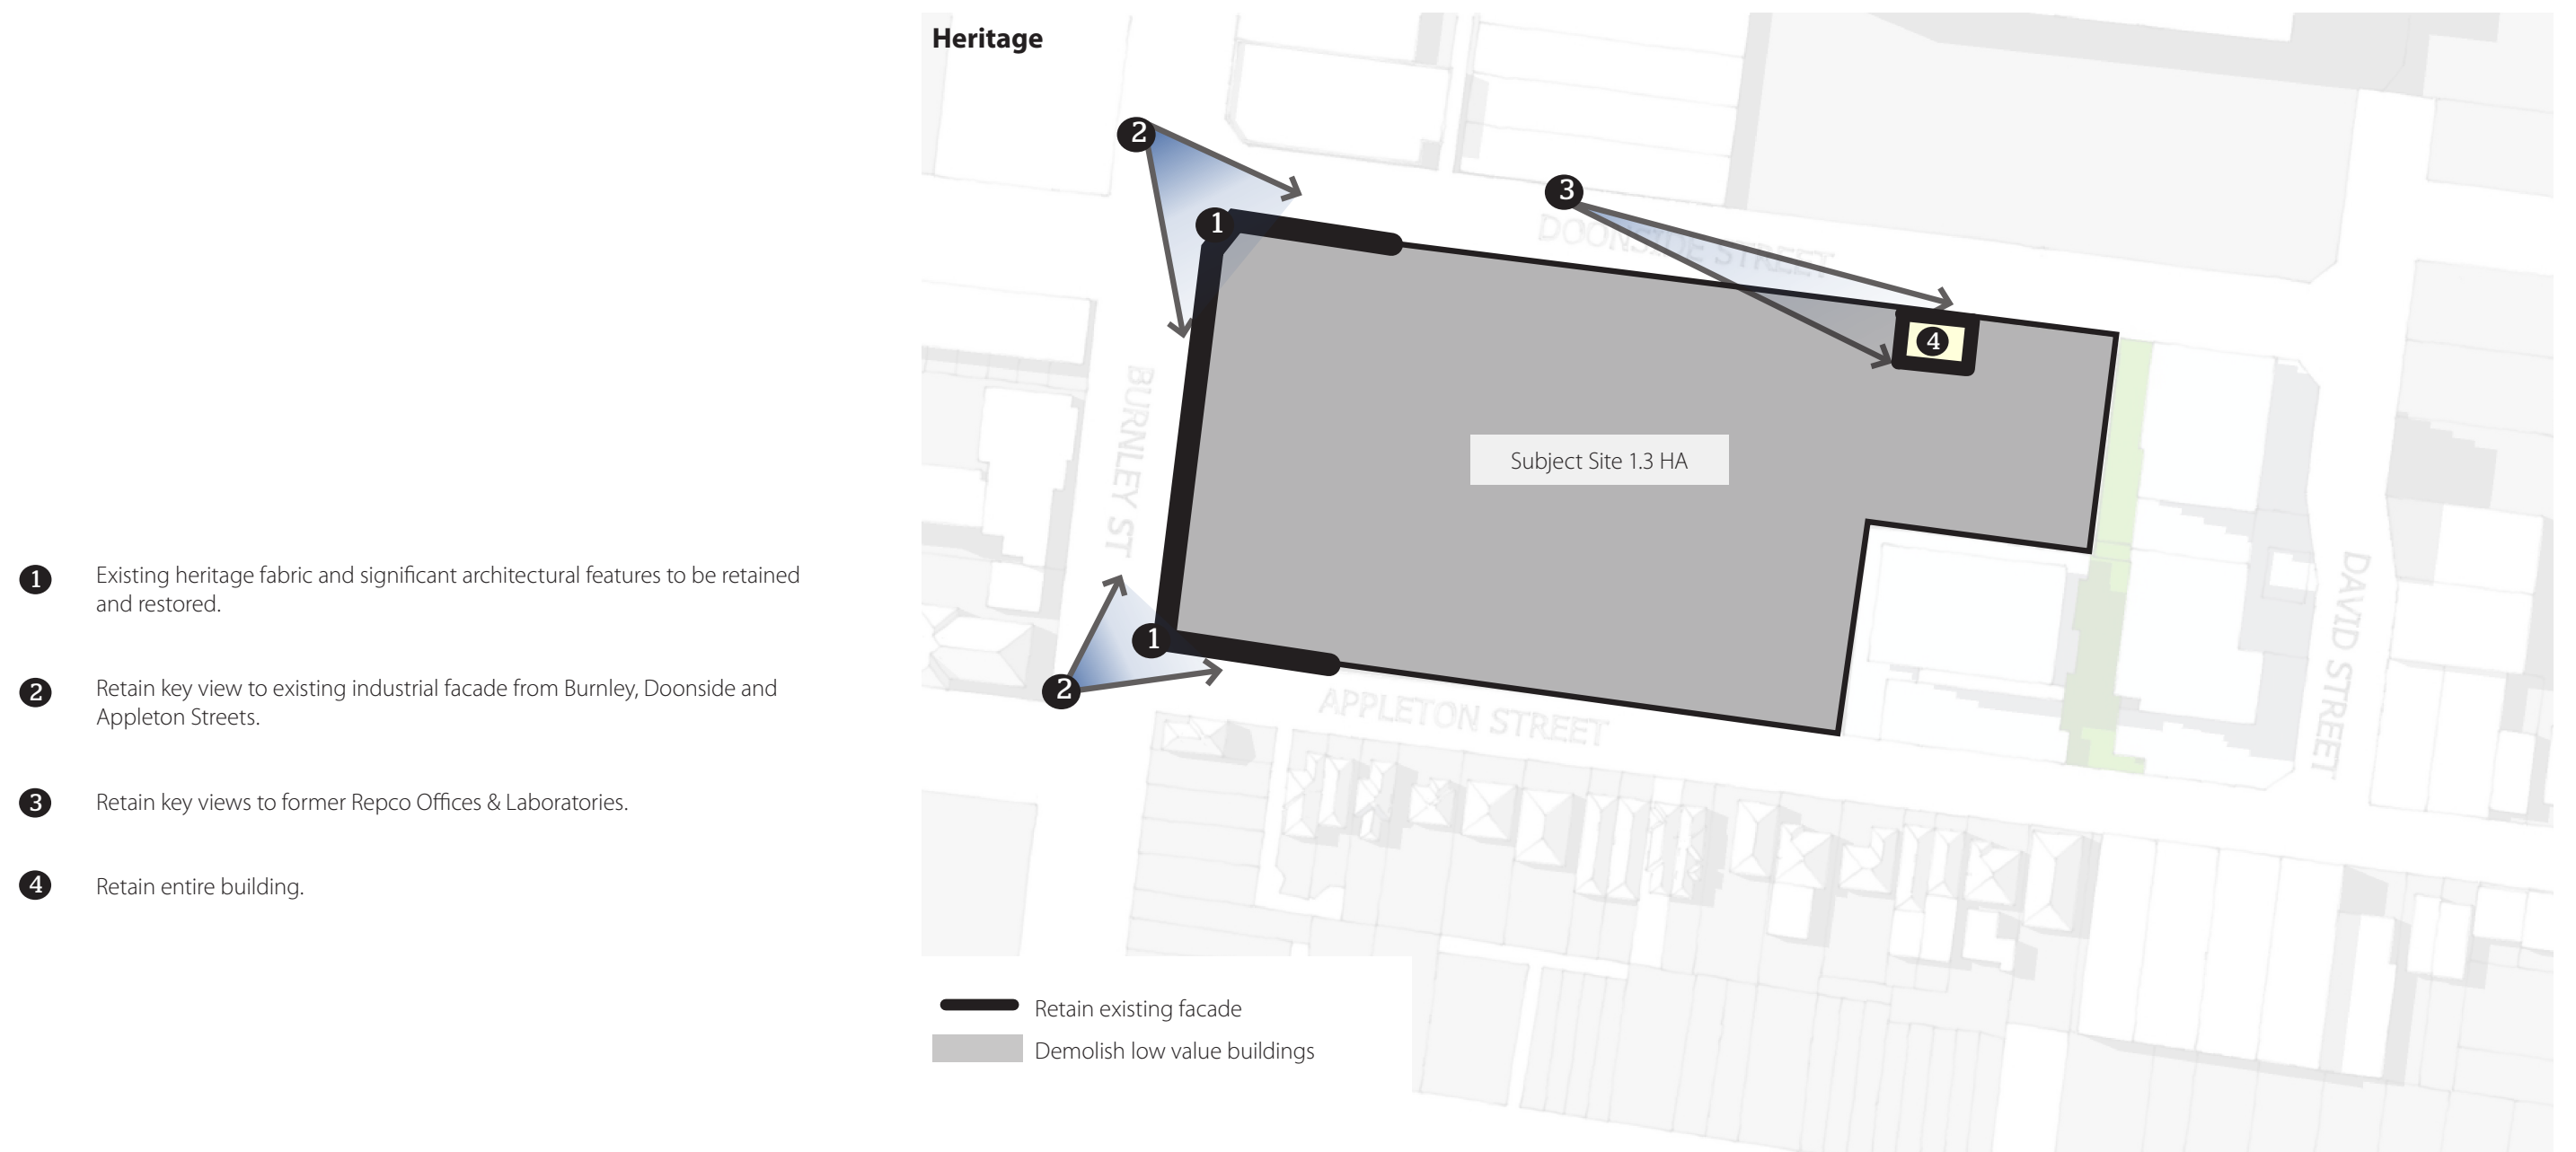 Heritage
2
3
1
DOONSIDE STREET
4
BURNLEY ST
Subject Site 1.3 HA
DAVID STREET
1
2
APPLETON STREET
1 Existing heritage fabric and significant architectural features to be retained
and restored.
2 Retain key view to existing industrial facade from Burnley, Doonside and
Appleton Streets.
3 Retain key views to former Repco Offices & Laboratories.
4 Retain entire building.
Retain existing facade
Demolish low value buildings